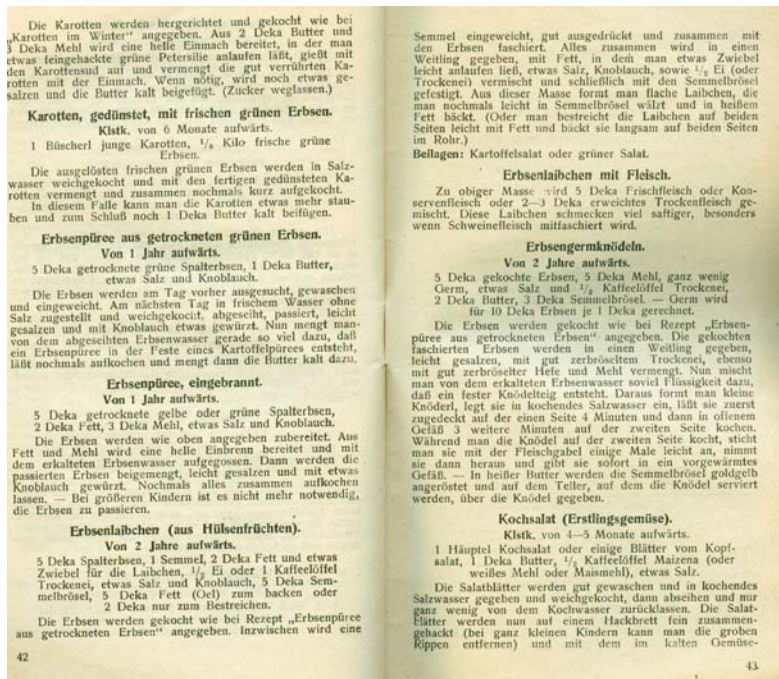 Die Karotten werden hergerichtet und gekocht wie bei
„Karotten im Winter" angegeben. Aus 2 Deka Butter und
3 Deka Mehl wird eine helle Einmach bereitet, in der man
etwas feingehackte grüne Petersilie anlaufen läßt, gießt mit
den Karottensud auf und vermengt die gut verrührten Ka-
rotten mit der Einmach. Wenn nötig, wird noch etwas ge-
salzen und die Butter kalt beigefügt. (Zucker weglassen.)
Karotten, gedünstet, mit frischen grünen Erbsen.
Klstk. von 6 Monate aufwärts.
1 Büscherl junge Karotten, 1/8 Kilo frische grüne
Erbsen.
Die ausgelösten frischen grünen Erbsen werden in Salz-
wasser weichgekocht und mit den fertigen gedünsteten Ka-
rotten vermengt und zusammen nochmals kurz aufgekocht.
In diesem Falle kann man die Karotten etwas mehr stau-
ben und zum Schluß noch 1 Deka Butter kalt beifügen.
Erbsenpüree aus getrockneten grünen Erbsen.
Von 1 Jahr aufwärts.
5 Deka getrocknete grüne Spalterbsen, 1 Deka Butter,
etwas Salz und Knoblauch.
Die Erbsen werden am Tag vorher ausgesucht, gewaschen
und eingeweicht. Am nächsten Tag in frischem Wasser ohne
Salz zugestellt und weichgekocht, abgeseiht, passiert, leicht
gesalzen und mit Knoblauch etwas gewürzt. Nun mengt man
von dem abgeseihten Erbsenwasser gerade so viel dazu, daß
ein Erbsenpüree in der Feste eines Kartoffelpürees entsteht,
läßt nochmals aufkochen und mengt dann die Butter kalt dazu.
Erbsenpüree, eingebrannt.
Von 1 Jahr aufwärts.
5 Deka getrocknete gelbe oder grüne Spalterbsen,
2 Deka Fett, 3 Deka Mehl, etwas Salz und Knoblauch.
Die Erbsen werden wie oben angegeben zubereitet. Aus
Fett und Mehl wird eine helle Einbrenn bereitet und mit
dem erkalteten Erbsenwasser aufgegossen. Dann werden die
passierten Erbsen beigemengt, leicht gesalzen und mit etwas
Knoblauch gewürzt. Nochmals alles zusammen aufkochen
lassen. — Bei größeren Kindern ist es nicht mehr notwendig,
die Erbsen zu passieren.
Erbsenlaibchen (aus Hülsenfrüchten).
Von 2 Jahre aufwärts.
5 Deka Spalterbsen, 1 Semmel, 2 Deka Fett und etwas
Zwiebel für die Laibchen, 1/2 Ei oder 1 Kaffeelöffel
Trockenei, etwas Salz und Knoblauch, 5 Deka Sem-
melbrösel, 5 Deka Fett (Oel) zum backen oder
2 Deka nur zum Bestreichen.
Die Erbsen werden gekocht wie bei Rezept „Erbsenpüree
aus getrockneten Erbsen" angegeben. Inzwischen wird eine
42
Semmel eingeweicht, gut ausgedrückt und zusammen mit
den Erbsen faschiert. Alles zusammen wird in einen
Weitling gegeben, mit Fett, in dem man etwas Zwiebel
leicht anlaufen ließ, etwas Salz, Knoblauch, sowie 1/2 Ei (oder
Trockenei) vermischt und schließlich mit den Semmelbrösel
gefestigt. Aus dieser Masse formt man flache Laibchen, die
man nochmals leicht in Semmelbrösel wälzt und in heißem
Fett bäckt. (Oder man bestreicht die Laibchen auf beiden
Seiten leicht mit Fett und bäckt sie langsam auf beiden Seiten
im Rohr.)
Beilagen: Kartoffelsalat oder grüner Salat.
Erbsenlaibchen mit Fleisch.
Zu obiger Masse wird 5 Deka Frischfleisch oder Kon-
servenfleisch oder 2—3 Deka erweichtes Trockenfleisch ge-
mischt. Diese Laibchen schmecken viel saftiger, besonders
wenn Schweinefleisch mitfaschiert wird.
Erbsengermknödeln.
Von 2 Jahre aufwärts.
5 Deka gekochte Erbsen, 5 Deka Mehl, ganz wenig
Germ, etwas Salz und 1/2 Kaffeelöffel Trockenei,
2 Deka Butter, 3 Deka Semmelbrösel. — Germ wird
für 10 Deka Erbsen je 1 Deka gerechnet.
Die Erbsen werden gekocht wie bei Rezept „Erbsen-
püree aus getrockneten Erbsen" angegeben. Die gekochten
faschierten Erbsen werden in einen Weitling gegeben,
leicht gesalzen, mit gut zerbröseltem Trockenei, ebenso
mit gut zerbröselter Hefe und Mehl vermengt. Nun mischt
man von dem erkalteten Erbsenwasser soviel Flüssigkeit dazu,
daß ein fester Knödelteig entsteht. Daraus formt man kleine
Knöderl, legt sie in kochendes Salzwasser ein, läßt sie zuerst
zugedeckt auf der einen Seite 4 Minuten und dann in offenem
Gefäß 3 weitere Minuten auf der zweiten Seite kochen.
Während man die Knödel auf der zweiten Seite kocht, sticht
man sie mit der Fleischgabel einige Male leicht an, nimmt
sie dann heraus und gibt sie sofort in ein vorgewärmtes
Gefäß. — In heißer Butter werden die Semmelbrösel goldgelb
angeröstet und auf dem Teller, auf dem die Knödel serviert
werden, über die Knödel gegeben.
Kochsalat (Erstlingsgemüse).
Klstk. von 4—5 Monate aufwärts.
1 Häuptel Kochsalat oder einige Blätter vom Kopf-
salat, 1 Deka Butter, 1/2 Kaffeelöffel Maizena (oder
weißes Mehl oder Maismehl), etwas Salz.
Die Salatblätter werden gut gewaschen und in kochendes
Salzwasser gegeben und weichgekocht, dann abseihen und nur
ganz wenig von dem Kochwasser zurücklassen. Die Salat-
blätter werden nun auf einem Hackbrett fein zusammen-
gehackt (bei ganz kleinen Kindern kann man die groben
Rippen entfernen) und mit dem im kalten Gemüse-
43